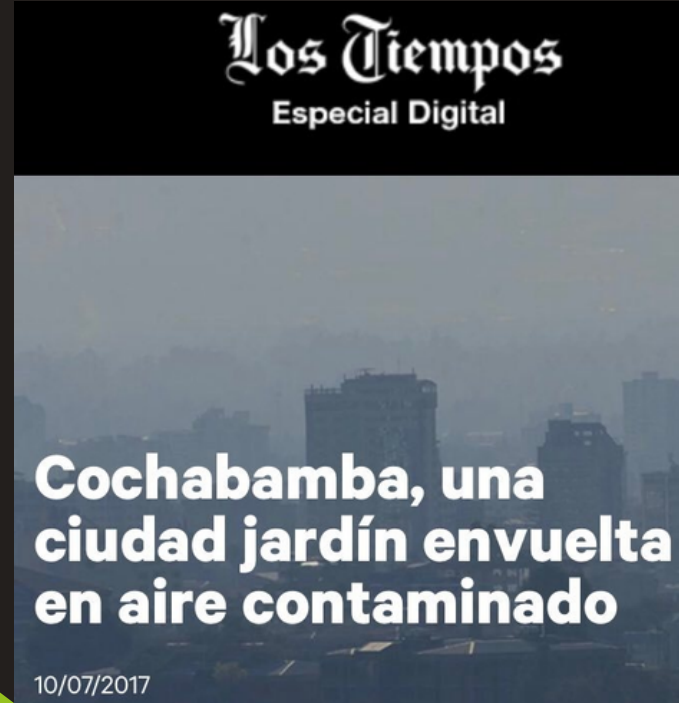 Los Tiempos
Especial Digital
Cochabamba, una
ciudad jardín envuelta
en aire contaminado
10/07/2017